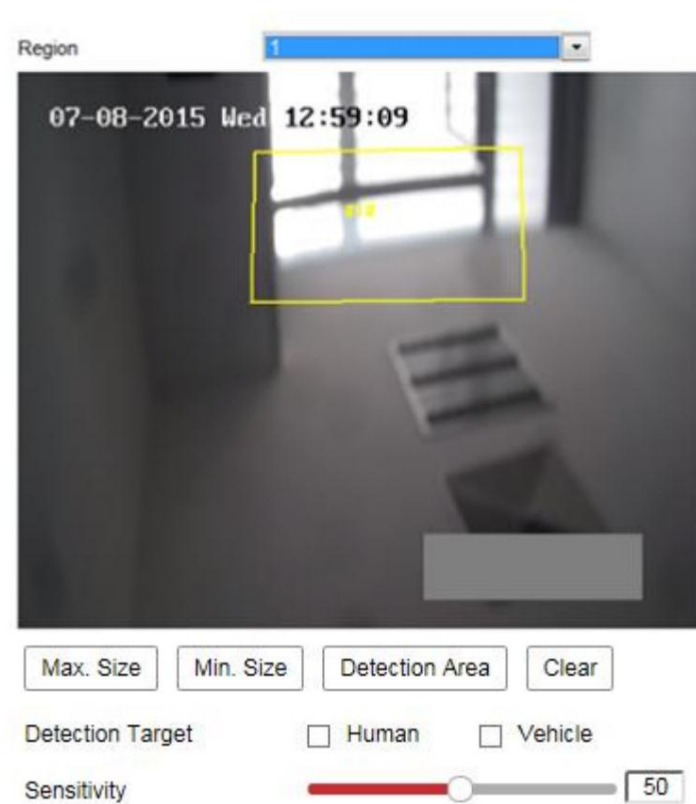 Region 1
07-08-2015 Wed 12:59:09
#1#
Max. Size Min. Size Detection Area Clear
Detection Target Human Vehicle
Sensitivity 50